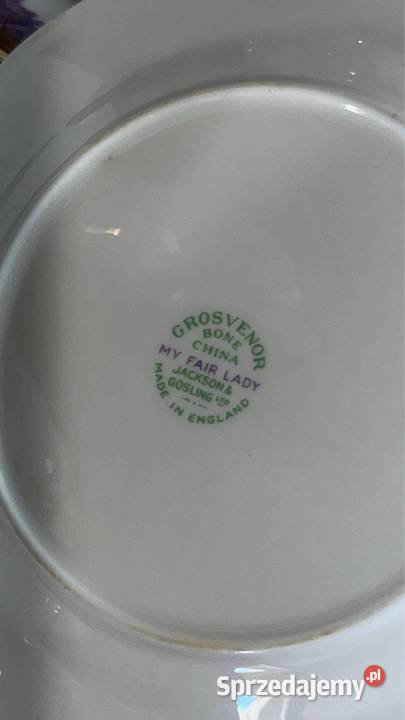 GROSVENOR
BONE
CHINA
MY FAIR LADY
JACKSON &
GOSLING LTD
MADE IN ENGLAND
Sprzedajemy.pl